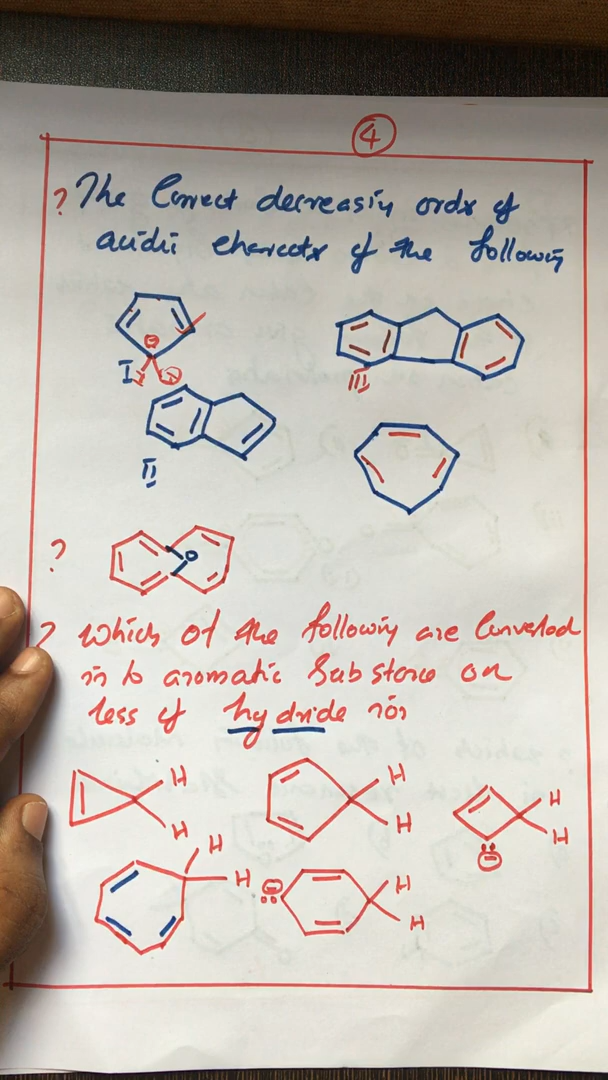 4
? The Correct decreasin order of
acidic character of the following
I H H
III
II
?
? which of the following are Converted
in to aromatic Substance on
loss of hydride ion
H H H
H H H
H
H H
H